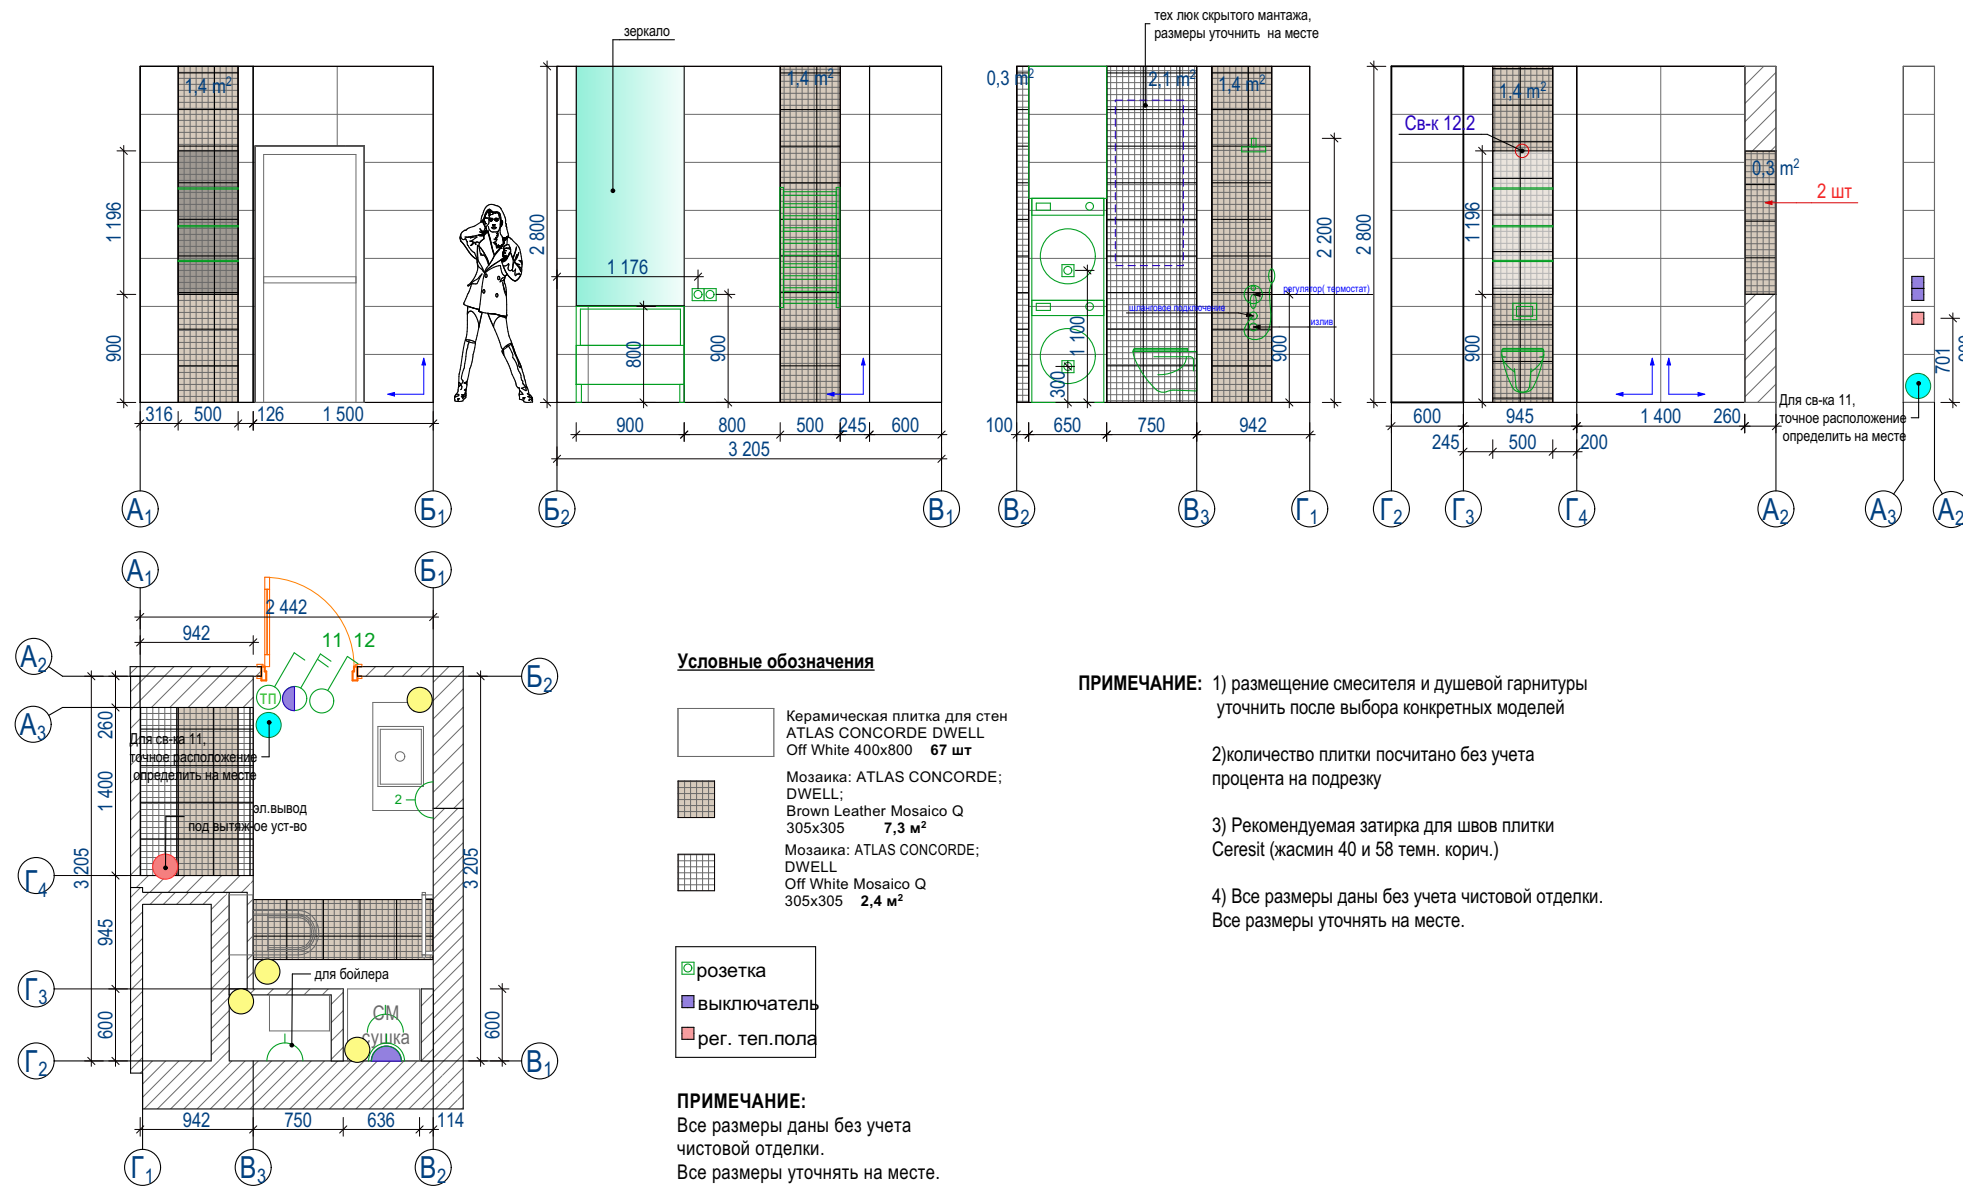 зеркало
тех люк скрытого мантажа,
размеры уточнить на месте
1,4 m²
1,4 m²
0,3 m²
2,1 m²
1,4 m²
1,4 m²
Св-к 12.2
0,3 m²
2 шт
1 196
900
2 800
1 176
800
900
2 200
регулятор( термостат)
шланговое подключение
излив
1 100
300
900
2 800
1 196
900
701
Для св-ка 11,
точное расположение
определить на месте
316 500 126 1 500
900 800 500 245 600
3 205
100 650 750 942
600 945 1 400 260
245 500 200
А1 Б1 Б2 В1 В2 В3 Г1 Г2 Г3 Г4 А2 А3 А2
А1 Б1
2 442
942
11 12
А2 Б2
А3
ТП
260
Для св-ка 11,
точное расположение
определить на месте
1 400
2
эл.вывод
под вытяж-ое уст-во
3 205
3 205
Г4
945
для бойлера
Г3
СМ
сушка
600
600
Г2 В1
942 750 636 114
Г1 В3 В2
Условные обозначения
Керамическая плитка для стен
ATLAS CONCORDE DWELL
Off White 400x800 67 шт
Мозаика: ATLAS CONCORDE;
DWELL;
Brown Leather Mosaico Q
305x305 7,3 м²
Мозаика: ATLAS CONCORDE;
DWELL
Off White Mosaico Q
305x305 2,4 м²
розетка
выключатель
рег. теп.пола
ПРИМЕЧАНИЕ:
Все размеры даны без учета
чистовой отделки.
Все размеры уточнять на месте.
ПРИМЕЧАНИЕ: 1) размещение смесителя и душевой гарнитуры
уточнить после выбора конкретных моделей
2)количество плитки посчитано без учета
процента на подрезку
3) Рекомендуемая затирка для швов плитки
Ceresit (жасмин 40 и 58 темн. корич.)
4) Все размеры даны без учета чистовой отделки.
Все размеры уточнять на месте.